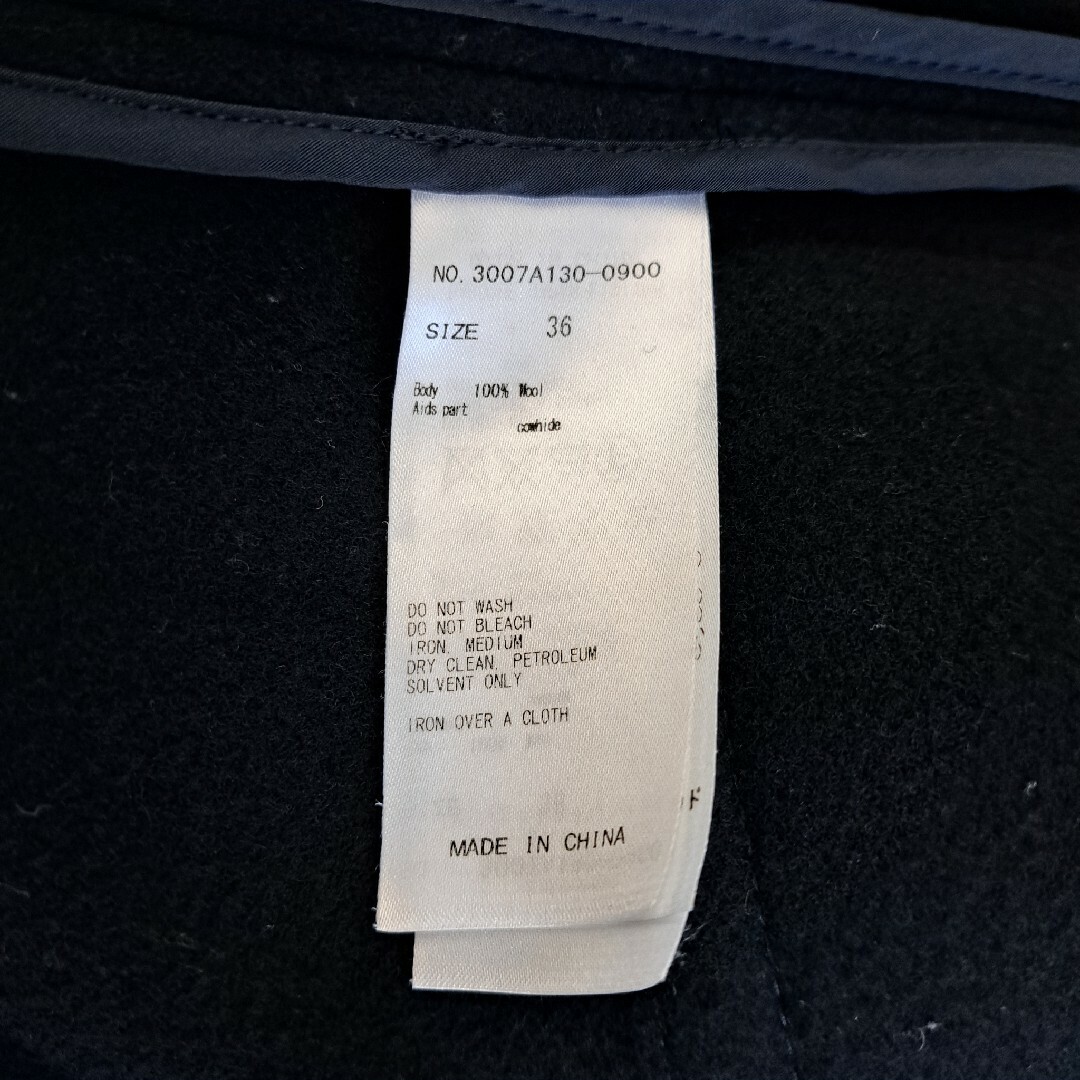 NO. 3007A130-0900
SIZE 36
Body 100% Wool
Aids part
cowhide
DO NOT WASH
DO NOT BLEACH
IRON. MEDIUM
DRY CLEAN. PETROLEUM
SOLVENT ONLY
IRON OVER A CLOTH
ド
MADE IN CHINA